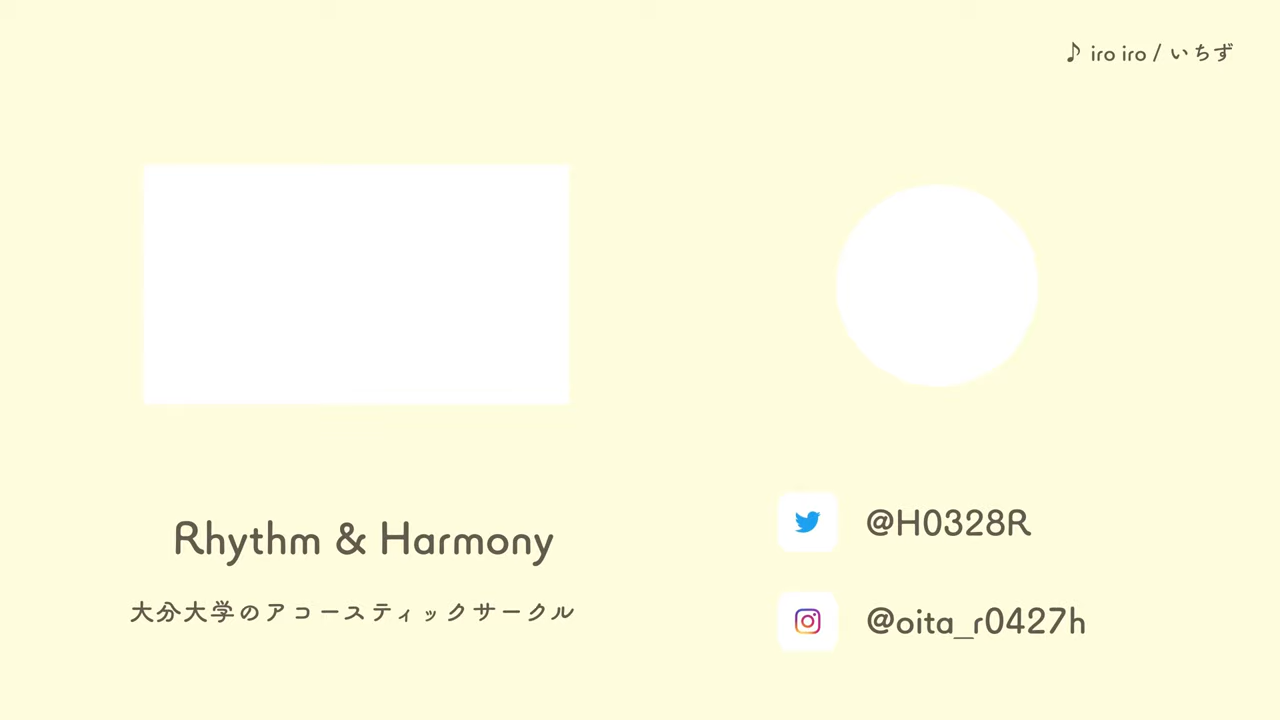 ♪ iro iro / いちず
Rhythm & Harmony
大分大学のアコースティックサークル
@H0328R
@oita_r0427h